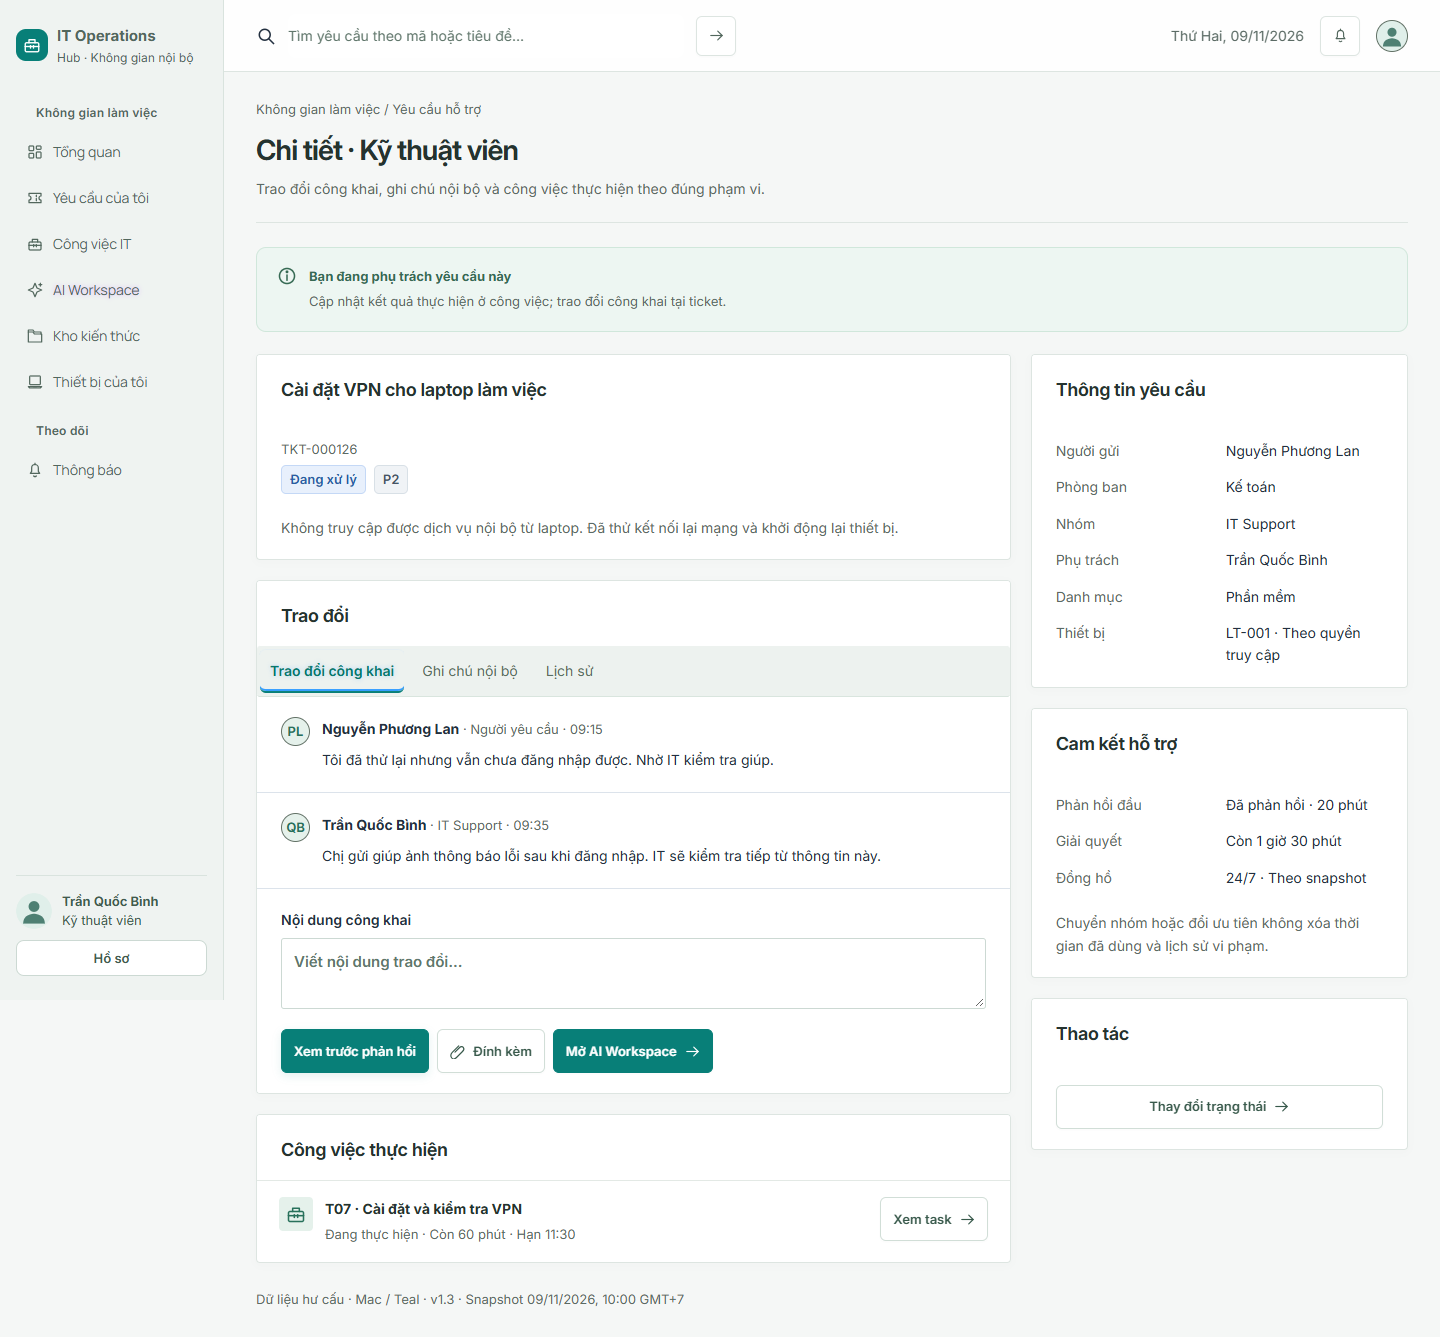 IT Operations
Hub · Không gian nội bộ
Không gian làm việc
Tổng quan
Yêu cầu của tôi
Công việc IT
AI Workspace
Kho kiến thức
Thiết bị của tôi
Theo dõi
Thông báo
Trần Quốc Bình
Kỹ thuật viên
Hồ sơ
Tìm yêu cầu theo mã hoặc tiêu đề...
Thứ Hai, 09/11/2026
Không gian làm việc / Yêu cầu hỗ trợ
Chi tiết · Kỹ thuật viên
Trao đổi công khai, ghi chú nội bộ và công việc thực hiện theo đúng phạm vi.
Bạn đang phụ trách yêu cầu này
Cập nhật kết quả thực hiện ở công việc; trao đổi công khai tại ticket.
Cài đặt VPN cho laptop làm việc
TKT-000126
Đang xử lý
P2
Không truy cập được dịch vụ nội bộ từ laptop. Đã thử kết nối lại mạng và khởi động lại thiết bị.
Trao đổi
Trao đổi công khai
Ghi chú nội bộ
Lịch sử
PL
Nguyễn Phương Lan · Người yêu cầu · 09:15
Tôi đã thử lại nhưng vẫn chưa đăng nhập được. Nhờ IT kiểm tra giúp.
QB
Trần Quốc Bình · IT Support · 09:35
Chị gửi giúp ảnh thông báo lỗi sau khi đăng nhập. IT sẽ kiểm tra tiếp từ thông tin này.
Nội dung công khai
Viết nội dung trao đổi...
Xem trước phản hồi
Đính kèm
Mở AI Workspace
Công việc thực hiện
T07 · Cài đặt và kiểm tra VPN
Đang thực hiện · Còn 60 phút · Hạn 11:30
Xem task
Thông tin yêu cầu
Người gửi
Nguyễn Phương Lan
Phòng ban
Kế toán
Nhóm
IT Support
Phụ trách
Trần Quốc Bình
Danh mục
Phần mềm
Thiết bị
LT-001 · Theo quyền
truy cập
Cam kết hỗ trợ
Phản hồi đầu
Đã phản hồi · 20 phút
Giải quyết
Còn 1 giờ 30 phút
Đồng hồ
24/7 · Theo snapshot
Chuyển nhóm hoặc đổi ưu tiên không xóa thời
gian đã dùng và lịch sử vi phạm.
Thao tác
Thay đổi trạng thái
Dữ liệu hư cấu · Mac / Teal · v1.3 · Snapshot 09/11/2026, 10:00 GMT+7